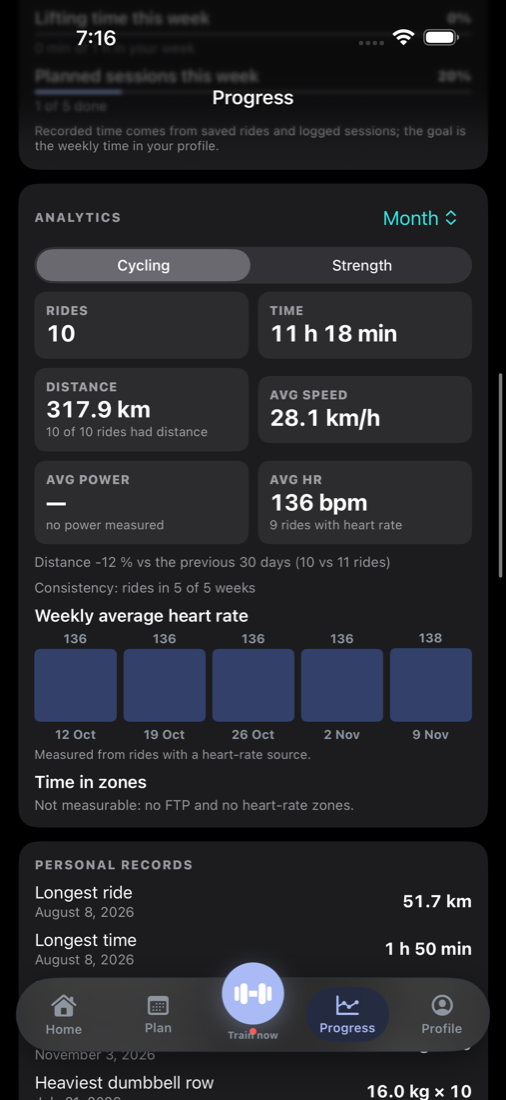 Lifting time this week 0%
7:16
Planned sessions this week 20%
Progress
1 of 5 done
Recorded time comes from saved rides and logged sessions; the goal is
the weekly time in your profile.
ANALYTICS
Month
Cycling
Strength
RIDES
10
TIME
11 h 18 min
DISTANCE
317.9 km
10 of 10 rides had distance
AVG SPEED
28.1 km/h
AVG POWER
—
no power measured
AVG HR
136 bpm
9 rides with heart rate
Distance -12 % vs the previous 30 days (10 vs 11 rides)
Consistency: rides in 5 of 5 weeks
Weekly average heart rate
136 136 136 136 138
12 Oct 19 Oct 26 Oct 2 Nov 9 Nov
Measured from rides with a heart-rate source.
Time in zones
Not measurable: no FTP and no heart-rate zones.
PERSONAL RECORDS
Longest ride
August 8, 2026
51.7 km
Longest time
August 8, 2026
1 h 50 min
Home
Plan
Train now
Progress
Profile
November 3, 2026
Heaviest dumbbell row
16.0 kg × 10